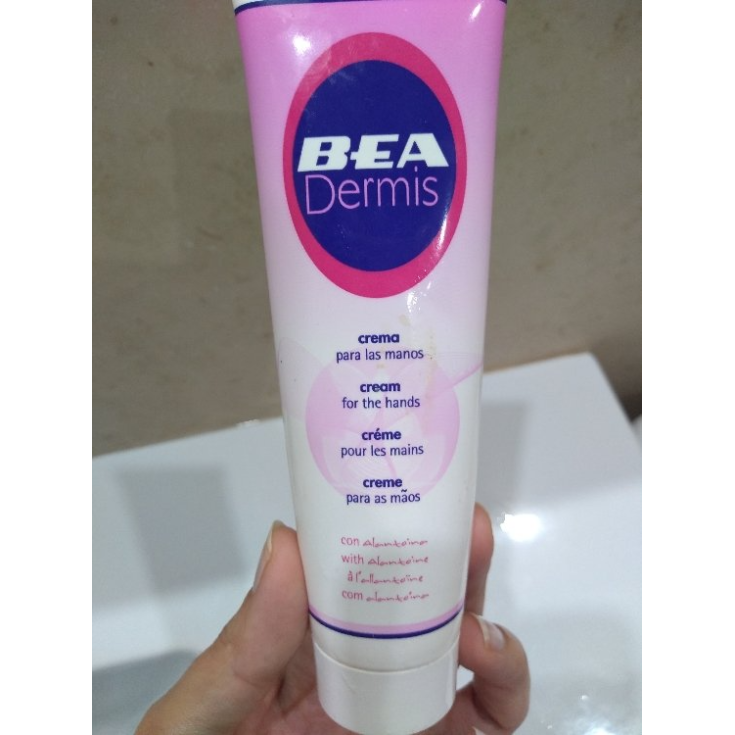 BEA
Dermis
crema
para las manos
cream
for the hands
créme
pour les mains
creme
para as mãos
con Alantoína
with Alantoine
à l'allantoïne
com alantoína